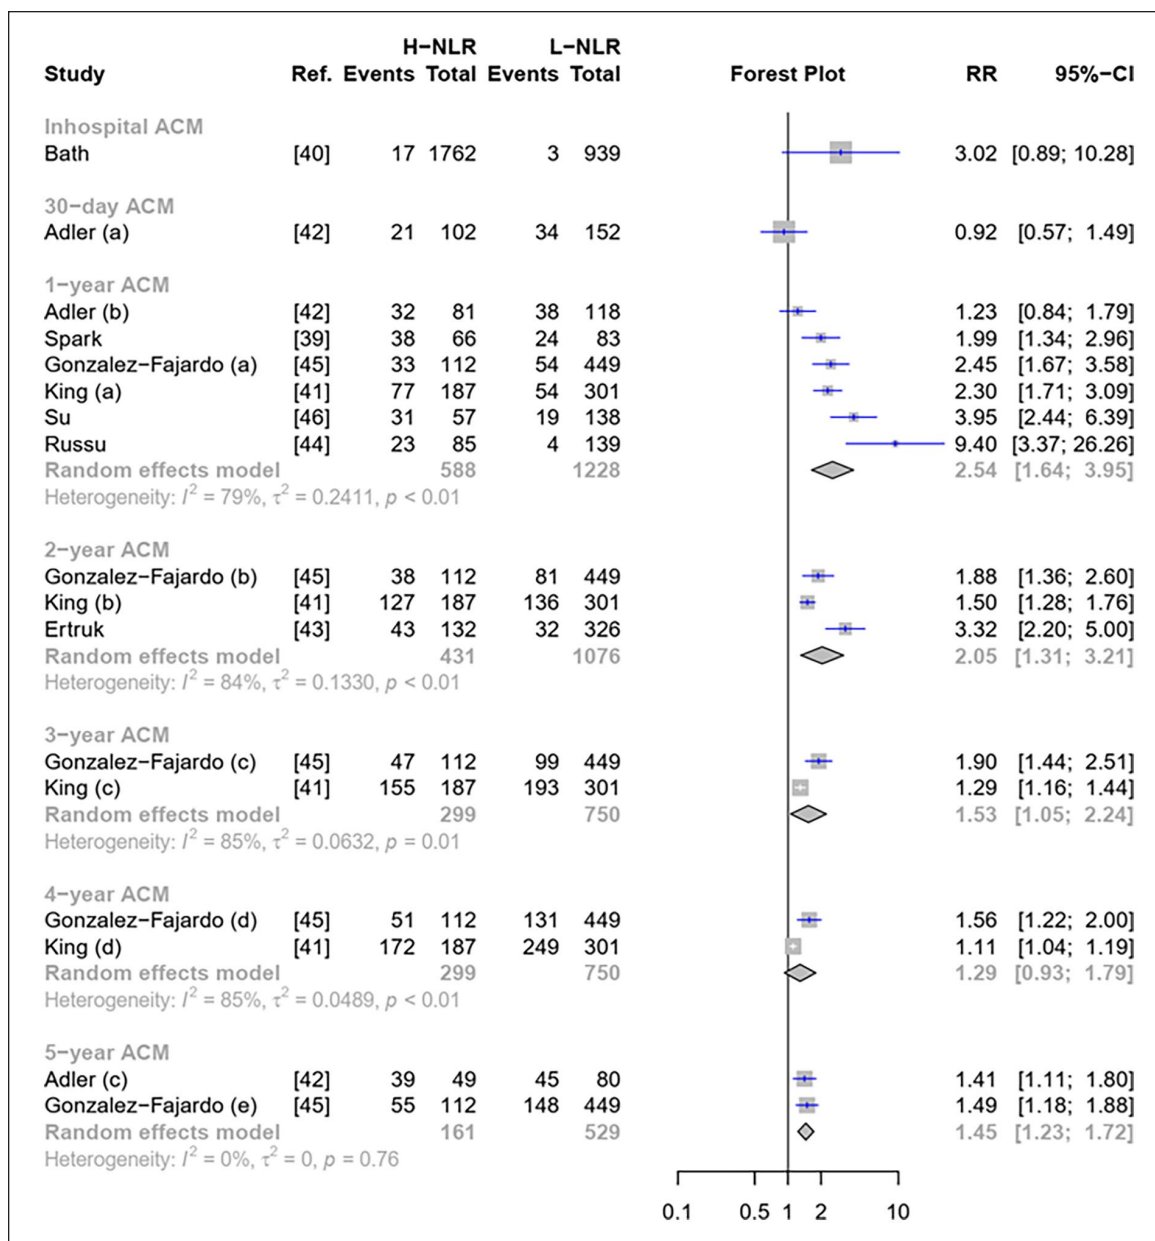 H−NLR L−NLR
Study Ref. Events Total Events Total Forest Plot RR 95%−CI
Inhospital ACM
Bath [40] 17 1762 3 939 3.02 [0.89; 10.28]
30−day ACM
Adler (a) [42] 21 102 34 152 0.92 [0.57; 1.49]
1−year ACM
Adler (b) [42] 32 81 38 118 1.23 [0.84; 1.79]
Spark [39] 38 66 24 83 1.99 [1.34; 2.96]
Gonzalez−Fajardo (a) [45] 33 112 54 449 2.45 [1.67; 3.58]
King (a) [41] 77 187 54 301 2.30 [1.71; 3.09]
Su [46] 31 57 19 138 3.95 [2.44; 6.39]
Russu [44] 23 85 4 139 9.40 [3.37; 26.26]
Random effects model 588 1228 2.54 [1.64; 3.95]
Heterogeneity: I² = 79%, τ² = 0.2411, p < 0.01
2−year ACM
Gonzalez−Fajardo (b) [45] 38 112 81 449 1.88 [1.36; 2.60]
King (b) [41] 127 187 136 301 1.50 [1.28; 1.76]
Ertruk [43] 43 132 32 326 3.32 [2.20; 5.00]
Random effects model 431 1076 2.05 [1.31; 3.21]
Heterogeneity: I² = 84%, τ² = 0.1330, p < 0.01
3−year ACM
Gonzalez−Fajardo (c) [45] 47 112 99 449 1.90 [1.44; 2.51]
King (c) [41] 155 187 193 301 1.29 [1.16; 1.44]
Random effects model 299 750 1.53 [1.05; 2.24]
Heterogeneity: I² = 85%, τ² = 0.0632, p = 0.01
4−year ACM
Gonzalez−Fajardo (d) [45] 51 112 131 449 1.56 [1.22; 2.00]
King (d) [41] 172 187 249 301 1.11 [1.04; 1.19]
Random effects model 299 750 1.29 [0.93; 1.79]
Heterogeneity: I² = 85%, τ² = 0.0489, p < 0.01
5−year ACM
Adler (c) [42] 39 49 45 80 1.41 [1.11; 1.80]
Gonzalez−Fajardo (e) [45] 55 112 148 449 1.49 [1.18; 1.88]
Random effects model 161 529 1.45 [1.23; 1.72]
Heterogeneity: I² = 0%, τ² = 0, p = 0.76
0.1 0.5 1 2 10